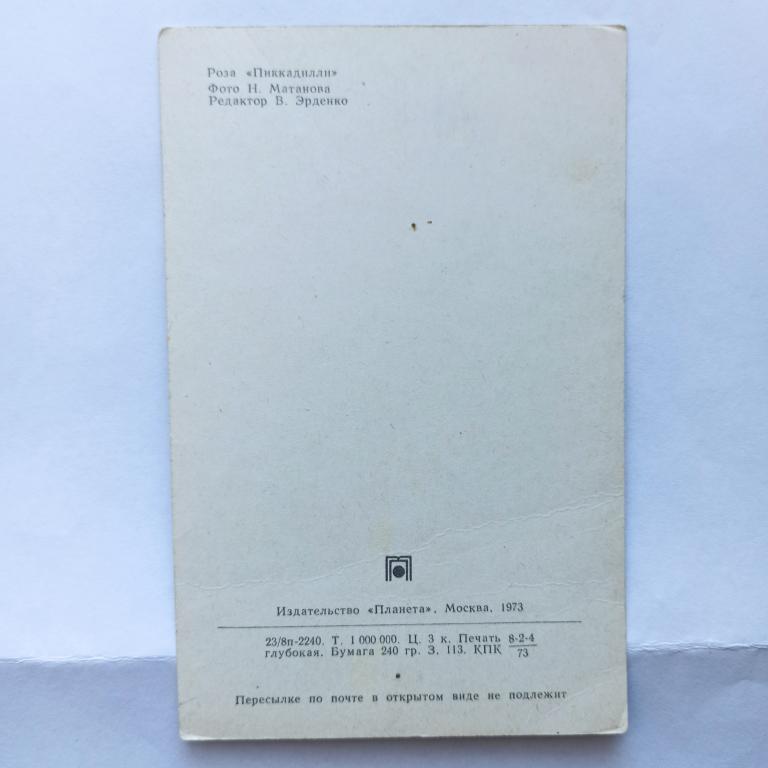 Роза «Пиккадилли»
Фото Н. Матанова
Редактор В. Эрденко
Издательство «Планета». Москва, 1973
23/8п-2240. Т. 1 000 000. Ц. 3 к. Печать 8-2-4
глубокая. Бумага 240 гр. З. 113. КПК 73
Пересылке по почте в открытом виде не подлежит